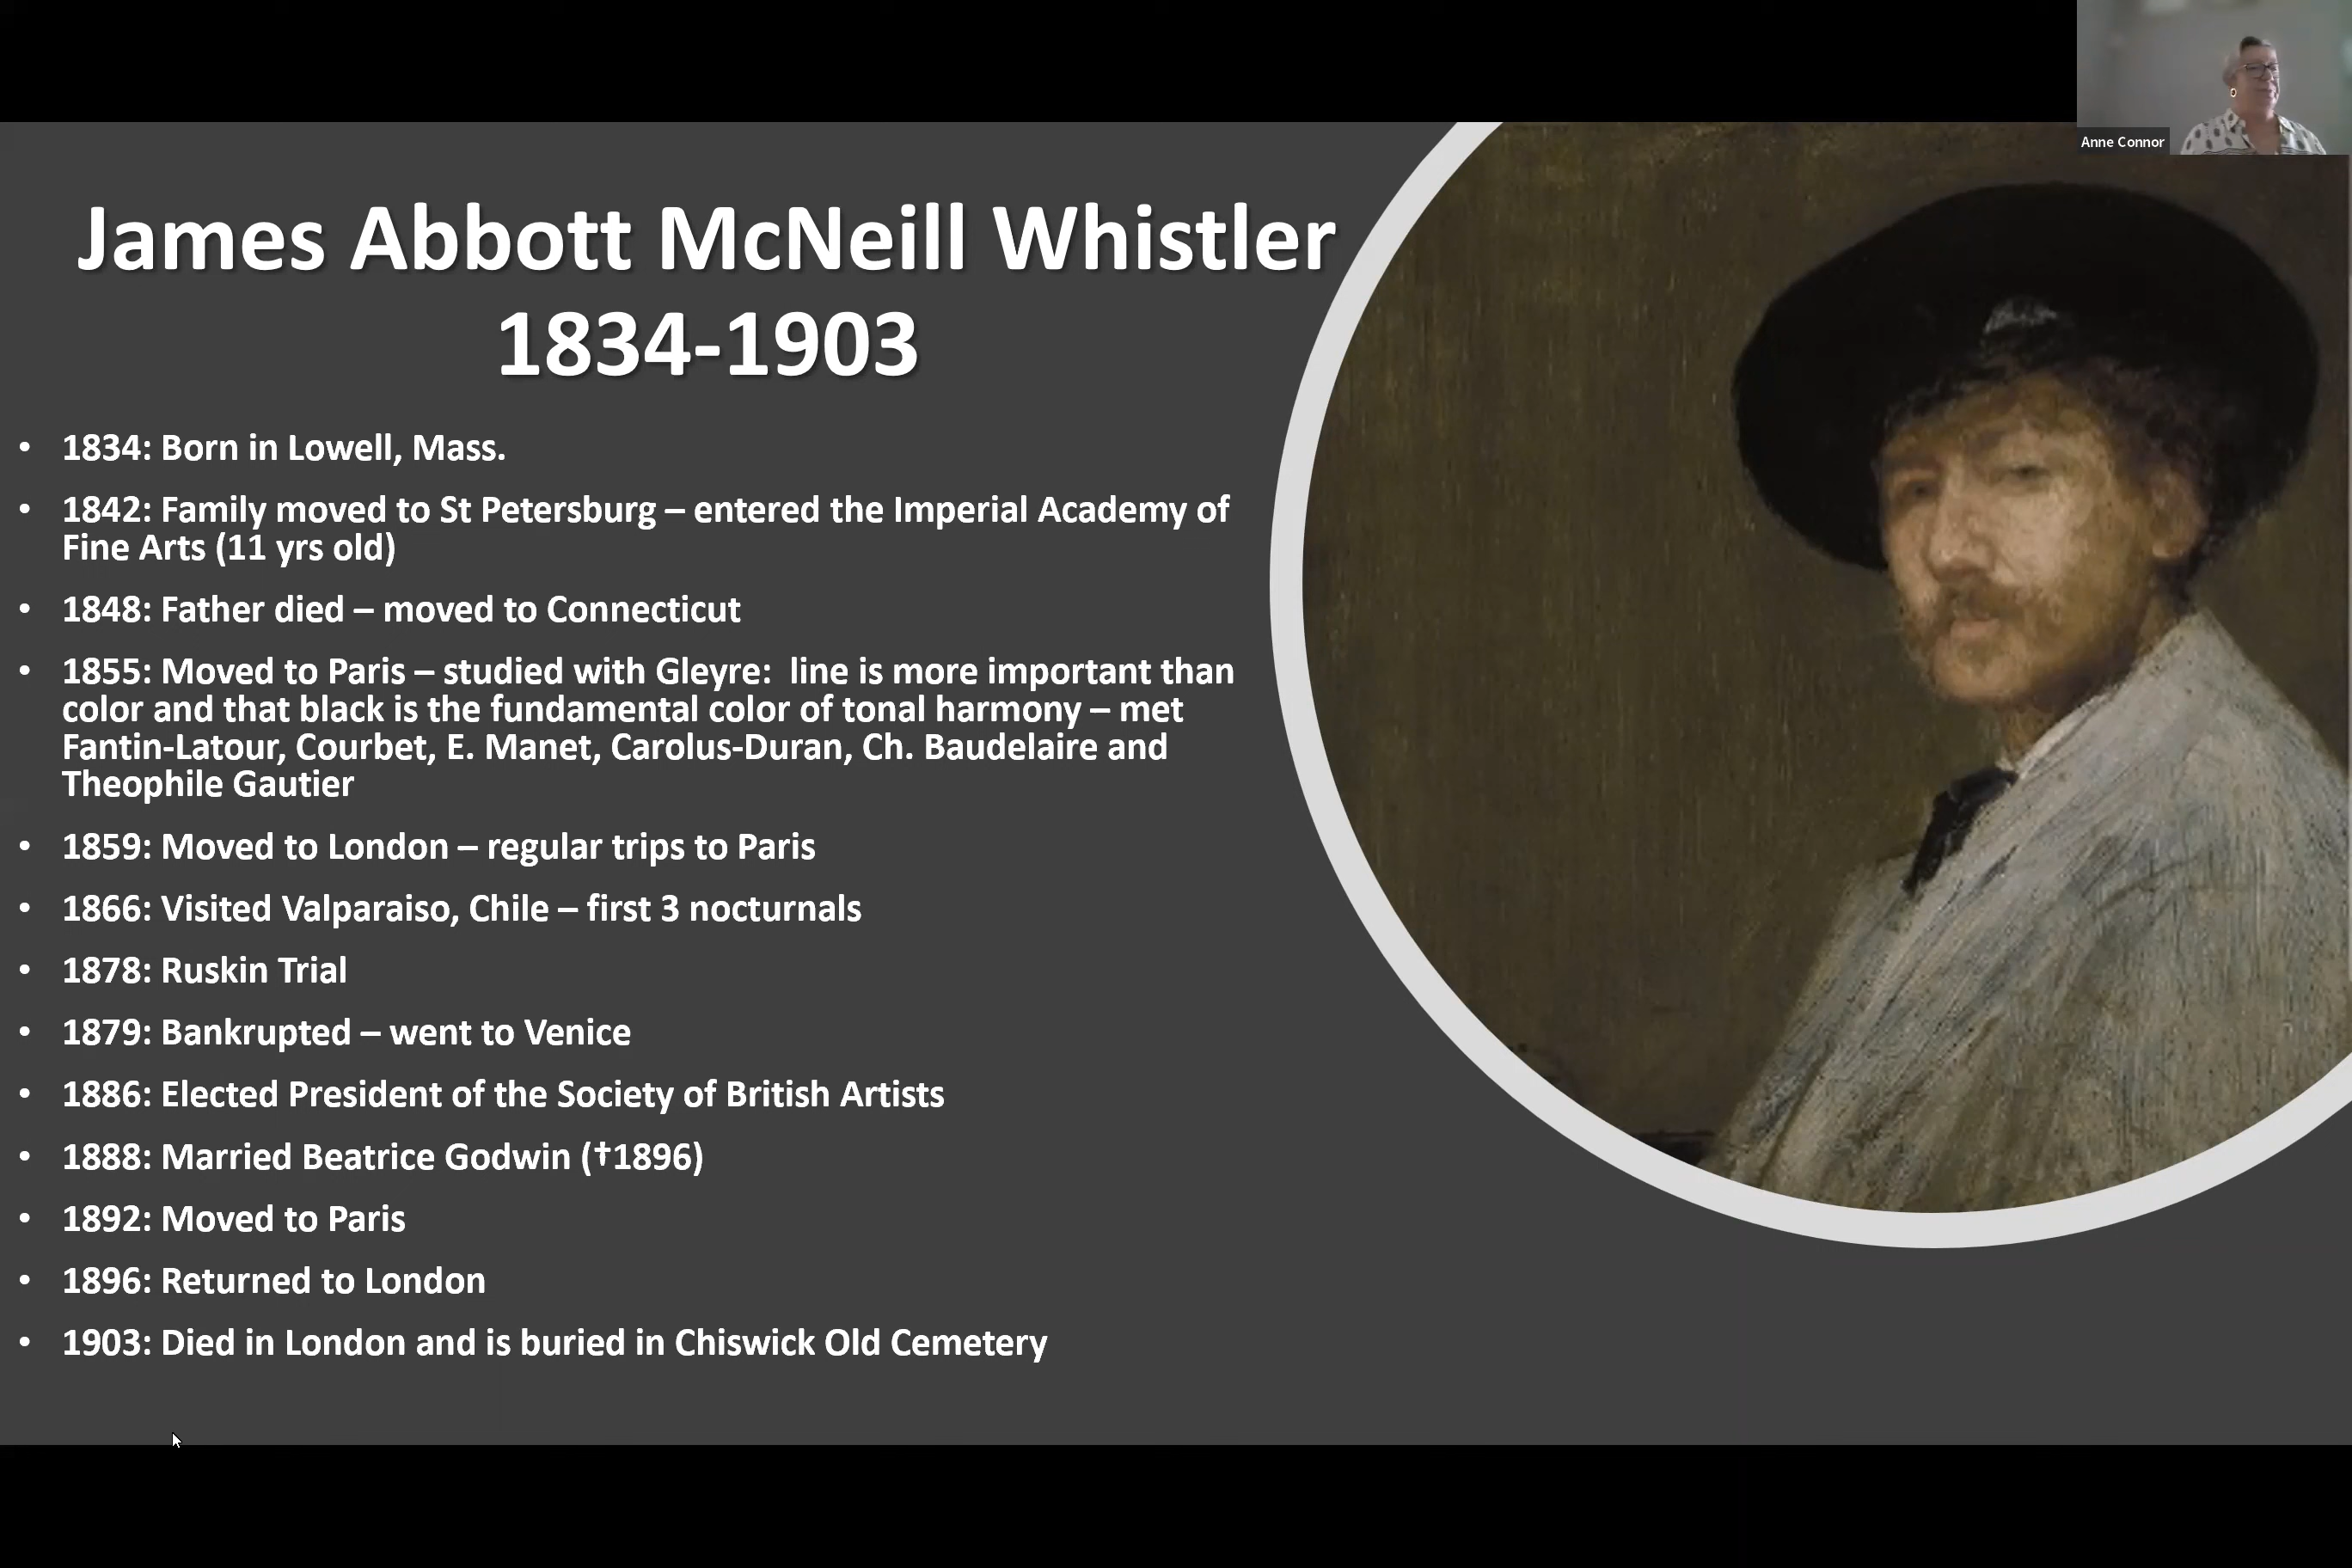 Anne Connor
James Abbott McNeill Whistler
1834-1903
• 1834: Born in Lowell, Mass.
• 1842: Family moved to St Petersburg – entered the Imperial Academy of
Fine Arts (11 yrs old)
• 1848: Father died – moved to Connecticut
• 1855: Moved to Paris – studied with Gleyre:  line is more important than
color and that black is the fundamental color of tonal harmony – met
Fantin-Latour, Courbet, E. Manet, Carolus-Duran, Ch. Baudelaire and
Theophile Gautier
• 1859: Moved to London – regular trips to Paris
• 1866: Visited Valparaiso, Chile – first 3 nocturnals
• 1878: Ruskin Trial
• 1879: Bankrupted – went to Venice
• 1886: Elected President of the Society of British Artists
• 1888: Married Beatrice Godwin (†1896)
• 1892: Moved to Paris
• 1896: Returned to London
• 1903: Died in London and is buried in Chiswick Old Cemetery